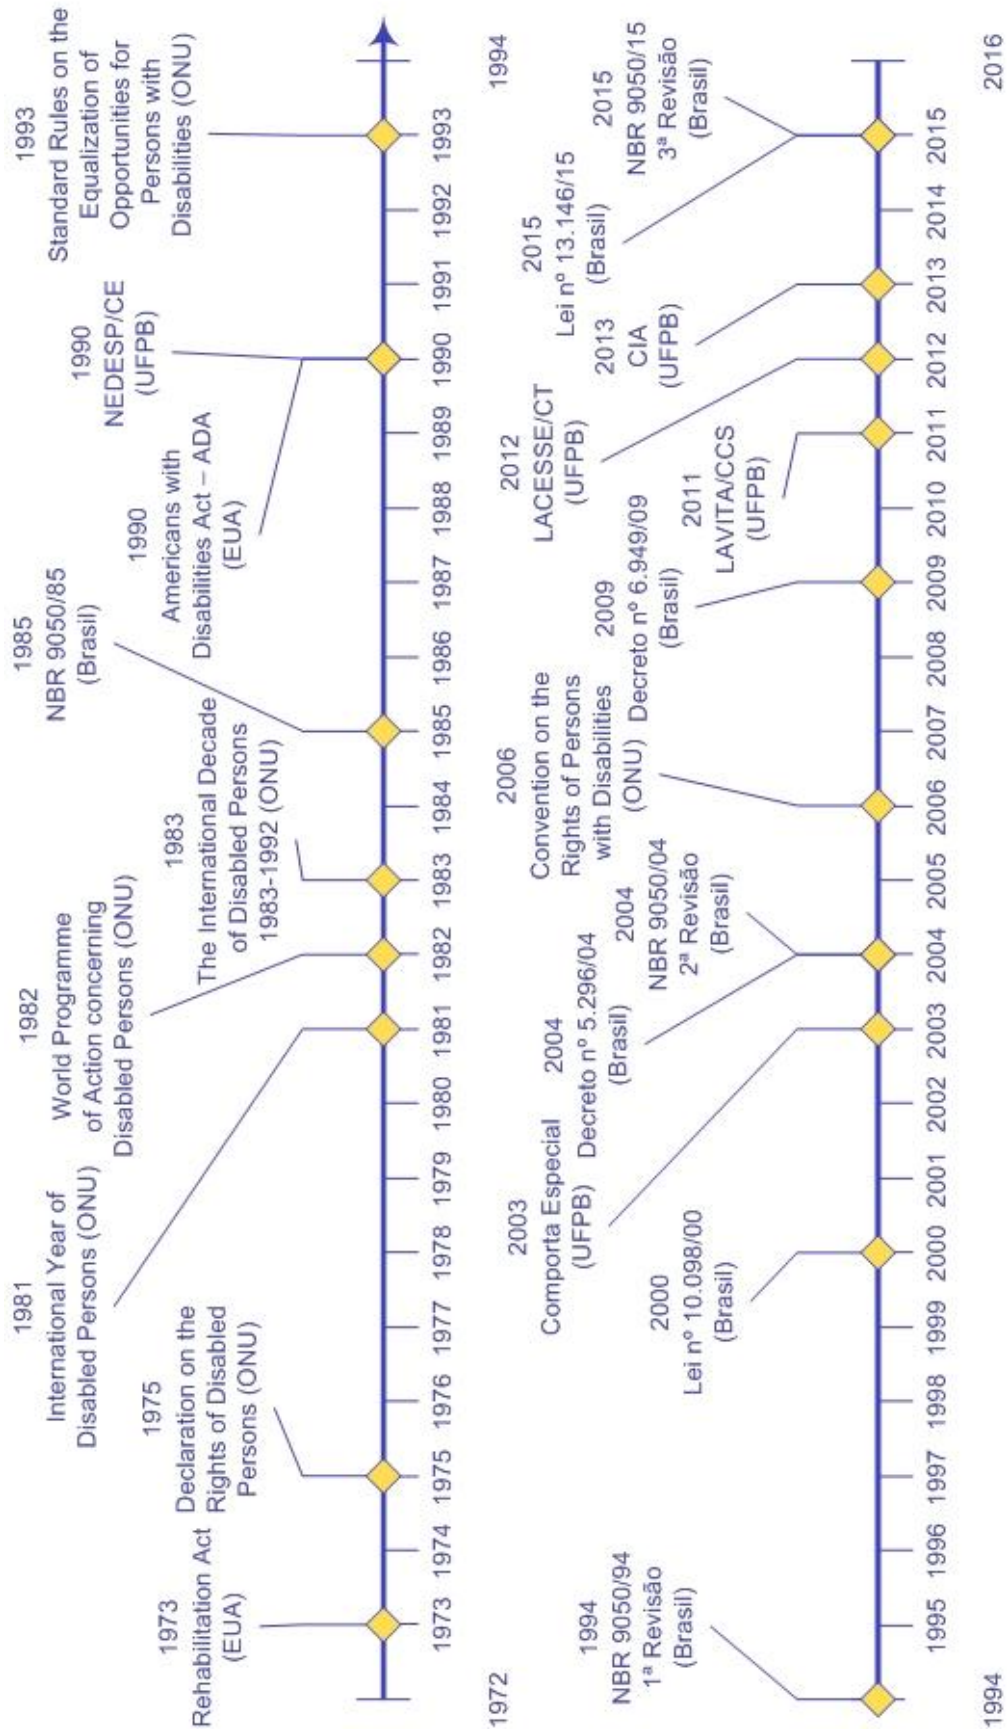 1973
Rehabilitation Act
(EUA)
1975
Declaration on the
Rights of Disabled
Persons (ONU)
1981
International Year of
Disabled Persons (ONU)
1982
World Programme
of Action concerning
Disabled Persons (ONU)
1983
The International Decade
of Disabled Persons
1983-1992 (ONU)
1985
NBR 9050/85
(Brasil)
1990
Americans with
Disabilities Act – ADA
(EUA)
1990
NEDESP/CE
(UFPB)
1993
Standard Rules on the
Equalization of
Opportunities for
Persons with
Disabilities (ONU)
1973 1974 1975 1976 1977 1978 1979 1980 1981 1982 1983 1984 1985 1986 1987 1988 1989 1990 1991 1992 1993
1972 1994
1994
NBR 9050/94
1ª Revisão
(Brasil)
2000
Lei nº 10.098/00
(Brasil)
2003
Comporta Especial
(UFPB)
2004
Decreto nº 5.296/04
(Brasil)
2004
NBR 9050/04
2ª Revisão
(Brasil)
2006
Convention on the
Rights of Persons
with Disabilities
(ONU)
2009
Decreto nº 6.949/09
(Brasil)
2011
LAVITA/CCS
(UFPB)
2012
LACESSE/CT
(UFPB)
2013
CIA
(UFPB)
2015
Lei nº 13.146/15
(Brasil)
2015
NBR 9050/15
3ª Revisão
(Brasil)
1995 1996 1997 1998 1999 2000 2001 2002 2003 2004 2005 2006 2007 2008 2009 2010 2011 2012 2013 2014 2015
1994 2016